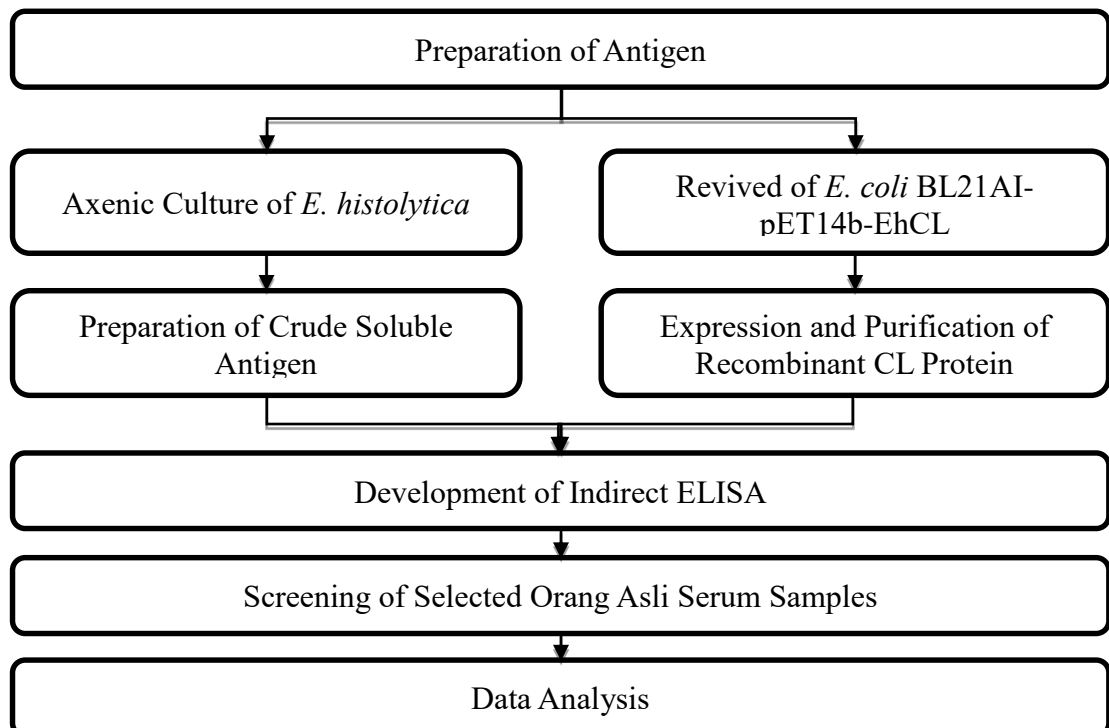 Preparation of Antigen
Axenic Culture of E. histolytica
Revived of E. coli BL21AI-
pET14b-EhCL
Preparation of Crude Soluble
Antigen
Expression and Purification of
Recombinant CL Protein
Development of Indirect ELISA
Screening of Selected Orang Asli Serum Samples
Data Analysis